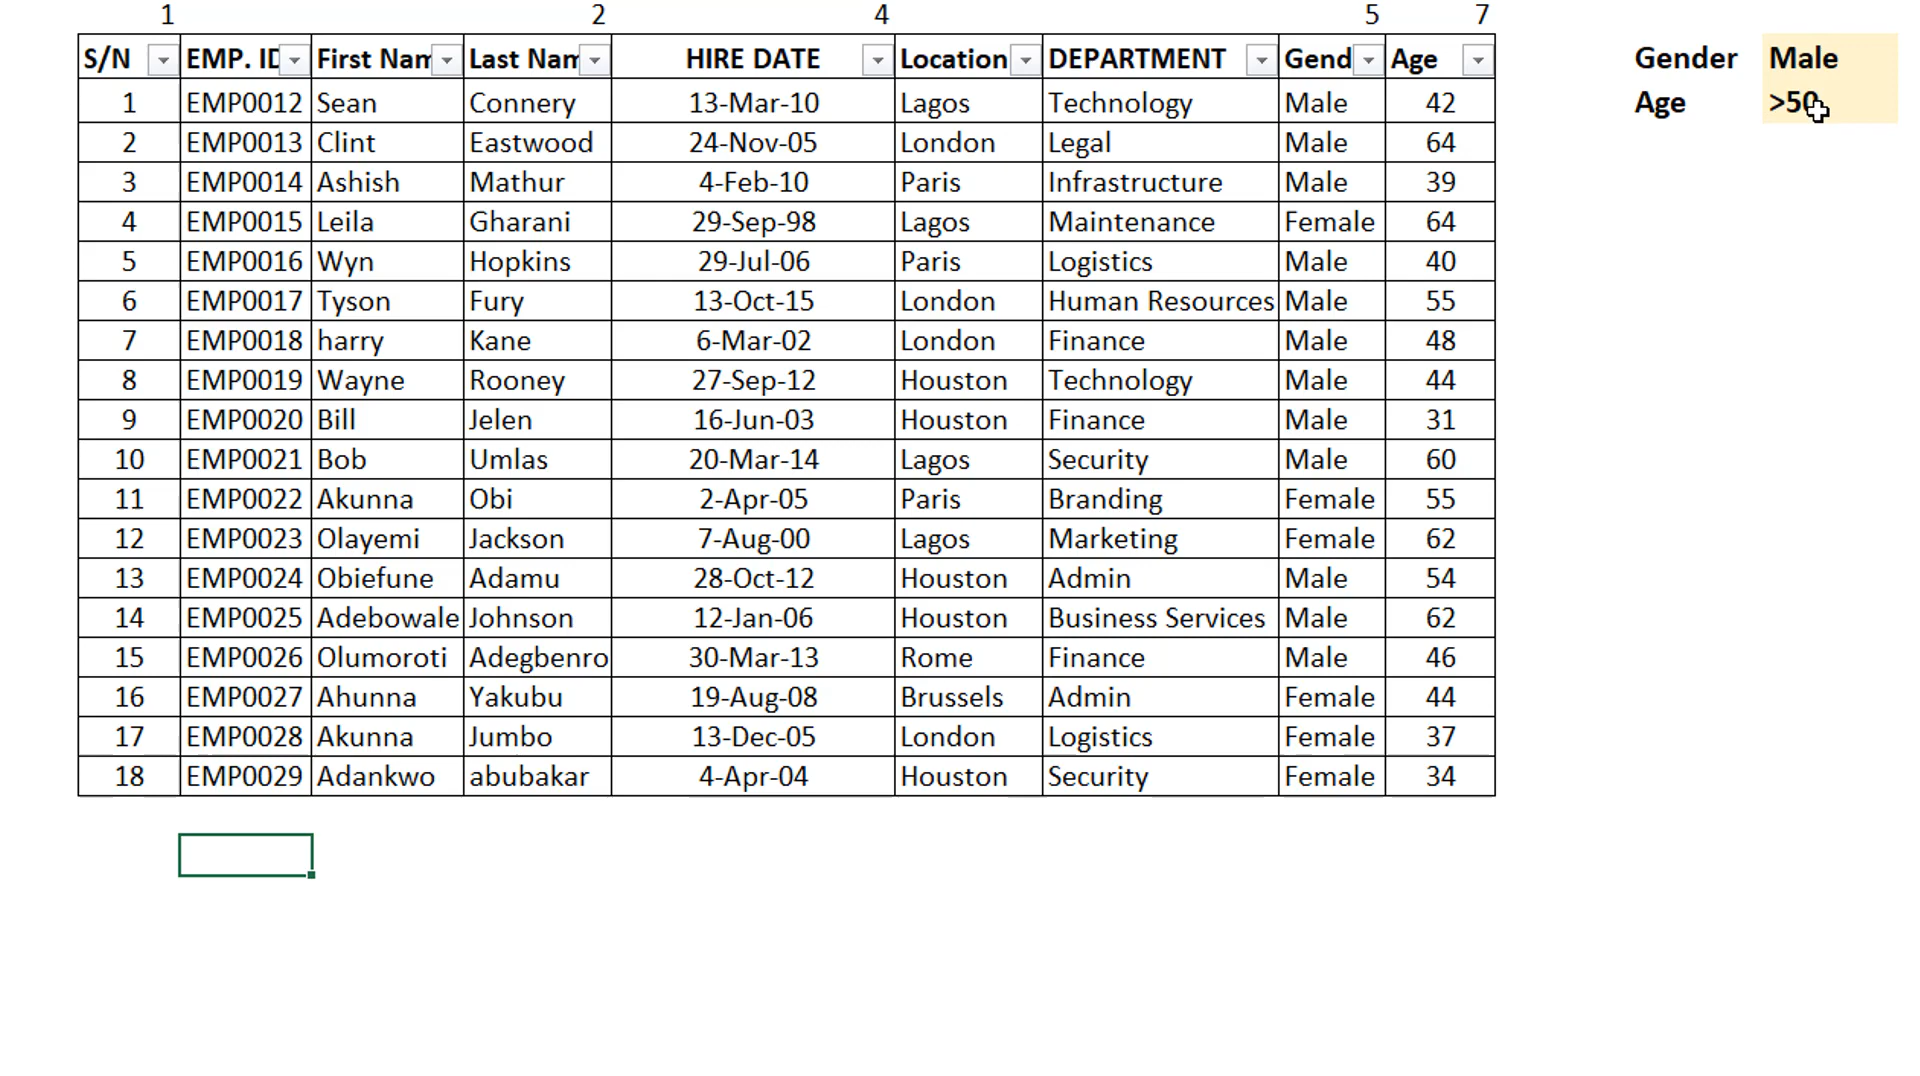 1 2 4 5 7
S/N EMP. ID First Nam Last Nam HIRE DATE Location DEPARTMENT Gend Age Gender Male
1 EMP0012 Sean Connery 13-Mar-10 Lagos Technology Male 42 Age >50
2 EMP0013 Clint Eastwood 24-Nov-05 London Legal Male 64
3 EMP0014 Ashish Mathur 4-Feb-10 Paris Infrastructure Male 39
4 EMP0015 Leila Gharani 29-Sep-98 Lagos Maintenance Female 64
5 EMP0016 Wyn Hopkins 29-Jul-06 Paris Logistics Male 40
6 EMP0017 Tyson Fury 13-Oct-15 London Human Resources Male 55
7 EMP0018 harry Kane 6-Mar-02 London Finance Male 48
8 EMP0019 Wayne Rooney 27-Sep-12 Houston Technology Male 44
9 EMP0020 Bill Jelen 16-Jun-03 Houston Finance Male 31
10 EMP0021 Bob Umlas 20-Mar-14 Lagos Security Male 60
11 EMP0022 Akunna Obi 2-Apr-05 Paris Branding Female 55
12 EMP0023 Olayemi Jackson 7-Aug-00 Lagos Marketing Female 62
13 EMP0024 Obiefune Adamu 28-Oct-12 Houston Admin Male 54
14 EMP0025 Adebowale Johnson 12-Jan-06 Houston Business Services Male 62
15 EMP0026 Olumoroti Adegbenro 30-Mar-13 Rome Finance Male 46
16 EMP0027 Ahunna Yakubu 19-Aug-08 Brussels Admin Female 44
17 EMP0028 Akunna Jumbo 13-Dec-05 London Logistics Female 37
18 EMP0029 Adankwo abubakar 4-Apr-04 Houston Security Female 34